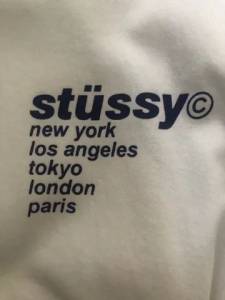 stüssy©
new york
los angeles
tokyo
london
paris